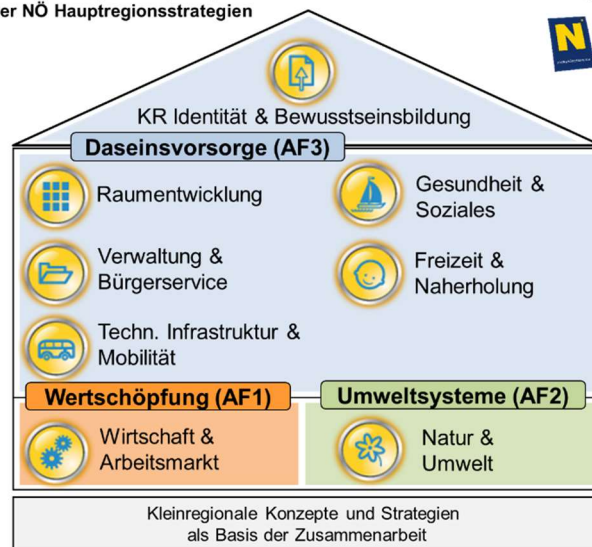 er NÖ Hauptregionsstrategien
N
KR Identität & Bewusstseinsbildung
Daseinsvorsorge (AF3)
Raumentwicklung
Gesundheit &
Soziales
Verwaltung &
Bürgerservice
Freizeit &
Naherholung
Techn. Infrastruktur &
Mobilität
Wertschöpfung (AF1)
Umweltsysteme (AF2)
Wirtschaft &
Arbeitsmarkt
Natur &
Umwelt
Kleinregionale Konzepte und Strategien
als Basis der Zusammenarbeit